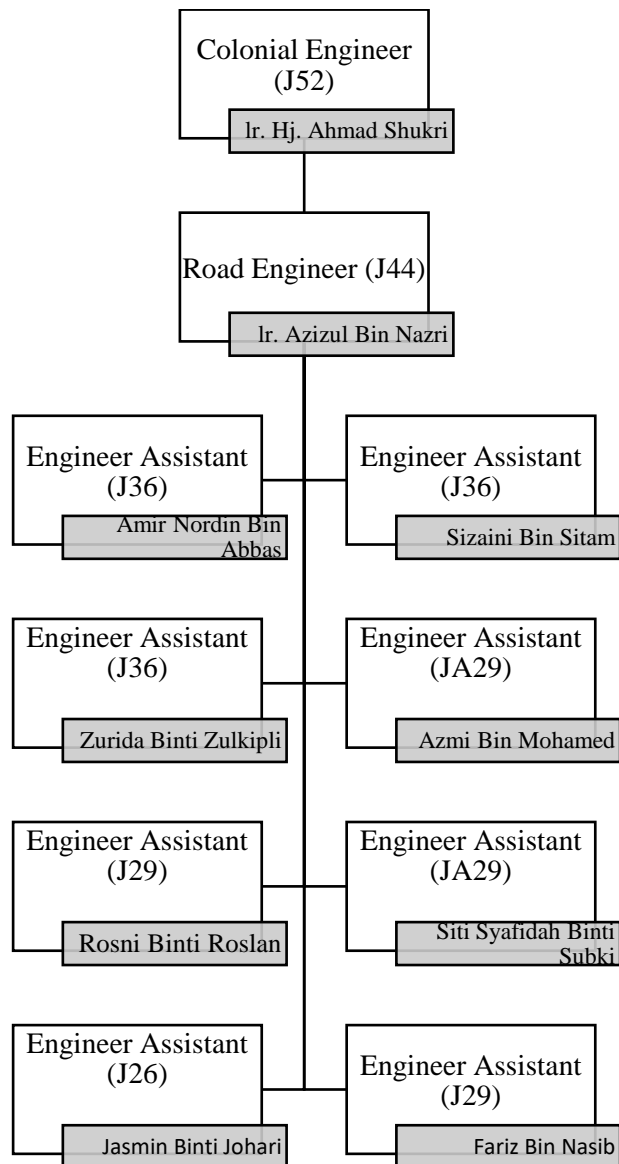 Colonial Engineer
(J52)
lr. Hj. Ahmad Shukri
Road Engineer (J44)
lr. Azizul Bin Nazri
Engineer Assistant
(J36)
Amir Nordin Bin
Abbas
Engineer Assistant
(J36)
Sizaini Bin Sitam
Engineer Assistant
(J36)
Zurida Binti Zulkipli
Engineer Assistant
(JA29)
Azmi Bin Mohamed
Engineer Assistant
(J29)
Rosni Binti Roslan
Engineer Assistant
(JA29)
Siti Syafidah Binti
Subki
Engineer Assistant
(J26)
Jasmin Binti Johari
Engineer Assistant
(J29)
Fariz Bin Nasib